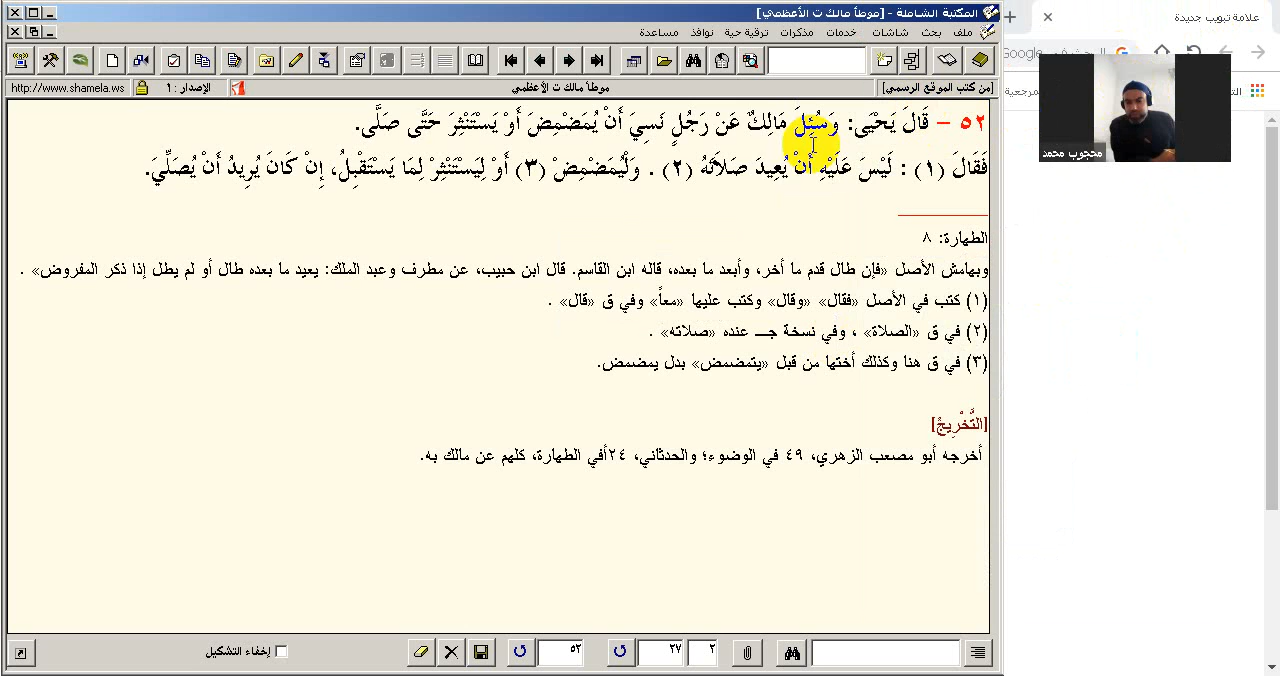 المكتبة الشاملة - [موطأ مالك ت الأعظمي]
ملف بحث شاشات خدمات مذكرات ترقية حية نوافذ مساعدة
[من كتب الموقع الرسمي] موطأ مالك ت الأعظمي الإصدار : ١ http://www.shamela.ws
٥٢ - قَالَ يَحْيَى: وَسُئِلَ مَالِكٌ عَنْ رَجُلٍ نَسِيَ أَنْ يُمَضْمِضَ أَوْ يَسْتَنْثِرَ حَتَّى صَلَّى.
فَقَالَ (١) : لَيْسَ عَلَيْهِ أَنْ يُعِيدَ صَلاَتَهُ (٢) . وَلْيُمَضْمِضْ (٣) أَوْ لِيَسْتَنْثِرْ لِمَا يَسْتَقْبِلُ، إِنْ كَانَ يُرِيدُ أَنْ يُصَلِّيَ.
الطهارة: ٨
وبهامش الأصل «فإن طال قدم ما أخر، وأبعد ما بعده، قاله ابن القاسم. قال ابن حبيب، عن مطرف وعبد الملك: يعيد ما بعده طال أو لم يطل إذا ذكر المفروض» .
(١) كتب في الأصل «فقال» «وقال» وكتب عليها «معاً» وفي ق «قال» .
(٢) في ق «الصلاة» ، وفي نسخة جـ عنده «صلاته» .
(٣) في ق هنا وكذلك أختها من قبل «يتمضمض» بدل يمضمض.
[التَّخْرِيجُ]
أخرجه أبو مصعب الزهري، ٤٩ في الوضوء؛ والحدثاني، ٢٤أفي الطهارة، كلهم عن مالك به.
٢ ٢٧ ٥٢ إخفاء التشكيل
علامة تبويب جديدة
Google
محجوب محمد